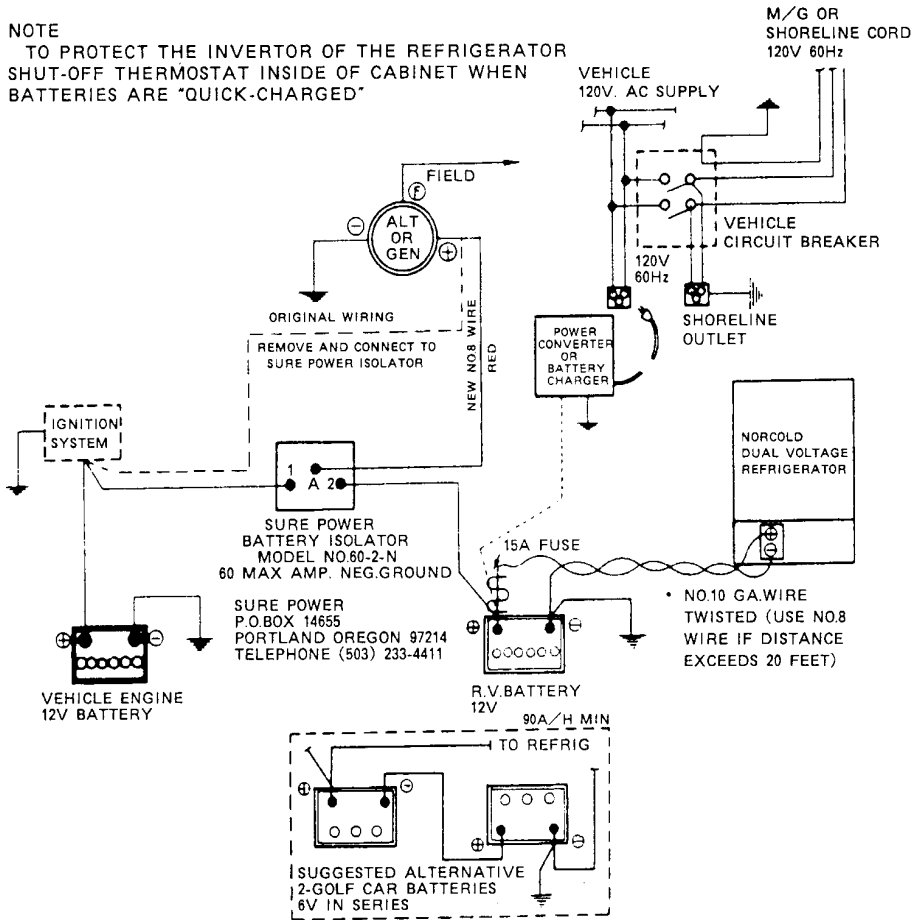 NOTE
TO PROTECT THE INVERTOR OF THE REFRIGERATOR
SHUT-OFF THERMOSTAT INSIDE OF CABINET WHEN
BATTERIES ARE "QUICK-CHARGED"
M/G OR
SHORELINE CORD
120V 60Hz
VEHICLE
120V. AC SUPPLY
FIELD
F
ALT
OR
GEN
VEHICLE
CIRCUIT BREAKER
120V
60Hz
SHORELINE
OUTLET
ORIGINAL WIRING
REMOVE AND CONNECT TO
SURE POWER ISOLATOR
NEW NO.8 WIRE
RED
POWER
CONVERTER
OR
BATTERY
CHARGER
IGNITION
SYSTEM
NORCOLD
DUAL VOLTAGE
REFRIGERATOR
1
A 2
SURE POWER
BATTERY ISOLATOR
MODEL NO.60-2-N
60 MAX AMP. NEG.GROUND
SURE POWER
P.O.BOX 14655
PORTLAND OREGON 97214
TELEPHONE (503) 233-4411
15A FUSE
• NO.10 GA.WIRE
TWISTED (USE NO.8
WIRE IF DISTANCE
EXCEEDS 20 FEET)
VEHICLE ENGINE
12V BATTERY
R.V.BATTERY
12V
90A/H MIN
TO REFRIG
SUGGESTED ALTERNATIVE
2-GOLF CAR BATTERIES
6V IN SERIES